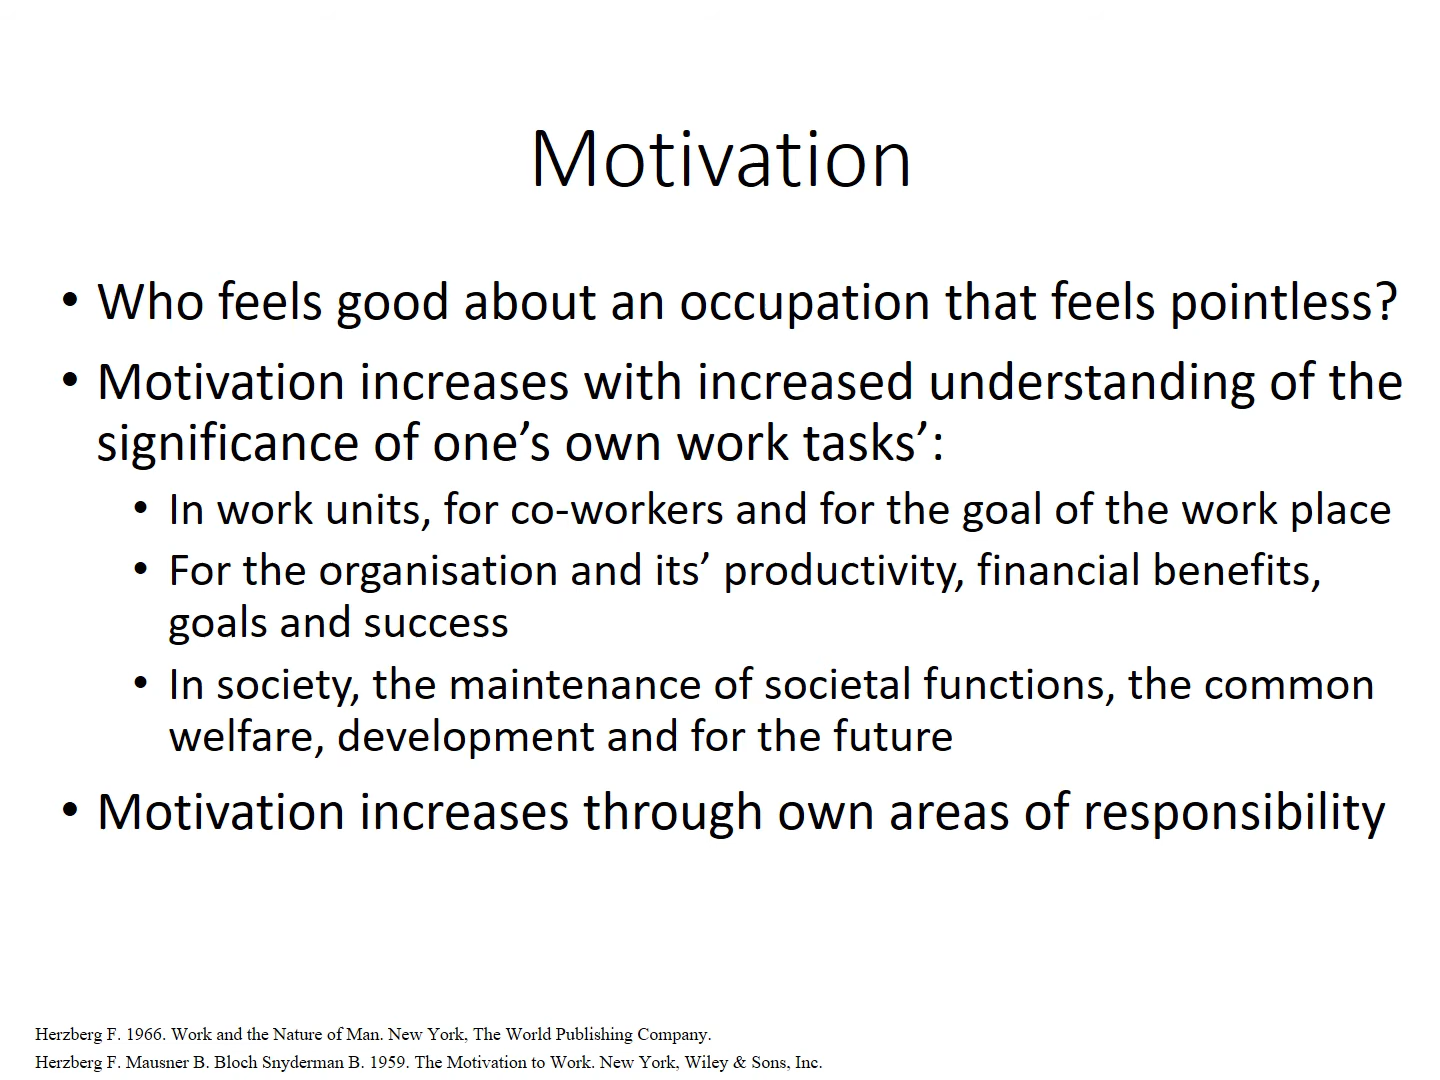 Motivation
• Who feels good about an occupation that feels pointless?
• Motivation increases with increased understanding of the
significance of one’s own work tasks’:
• In work units, for co-workers and for the goal of the work place
• For the organisation and its’ productivity, financial benefits,
goals and success
• In society, the maintenance of societal functions, the common
welfare, development and for the future
• Motivation increases through own areas of responsibility
Herzberg F. 1966. Work and the Nature of Man. New York, The World Publishing Company.
Herzberg F. Mausner B. Bloch Snyderman B. 1959. The Motivation to Work. New York, Wiley & Sons, Inc.